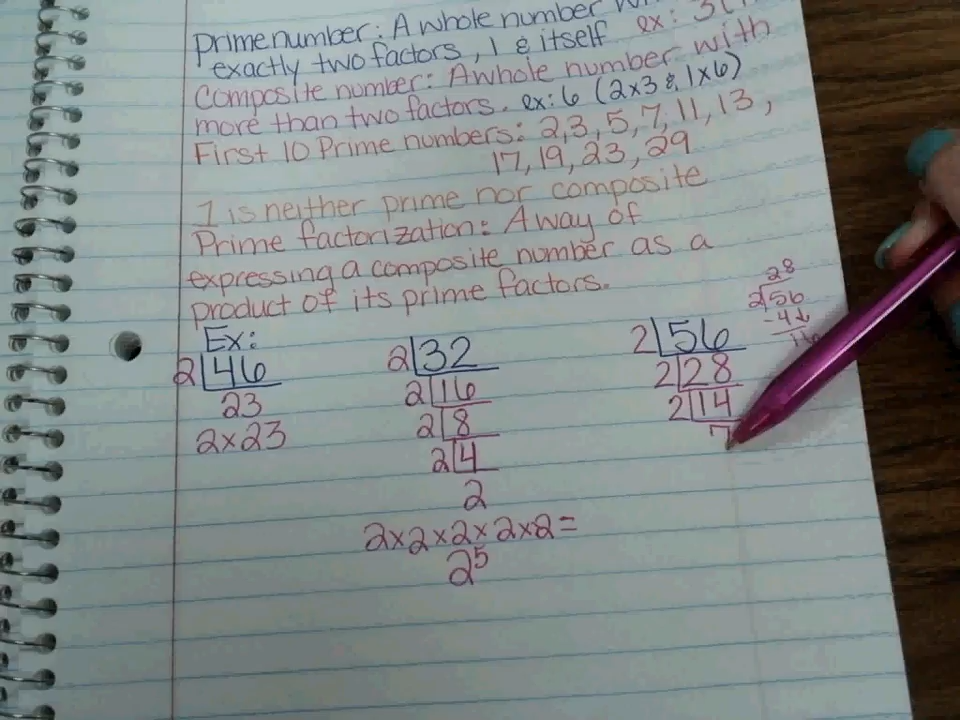 prime number: A whole number
exactly two factors, 1 & itself ex: 3(1
Composite number: A whole number with
more than two factors. ex: 6 (2x3 & 1x6)
First 10 Prime numbers: 2, 3, 5, 7, 11, 13,
17, 19, 23, 29
1 is neither prime nor composite
Prime factorization: A way of
expressing a composite number as a
product of its prime factors.
Ex:
2 46
23
2x23
2 32
2 16
2 8
2 4
2
2x2x2x2x2=
2⁵
2 56
2 28
2 14
7
28
2 56
-4
16